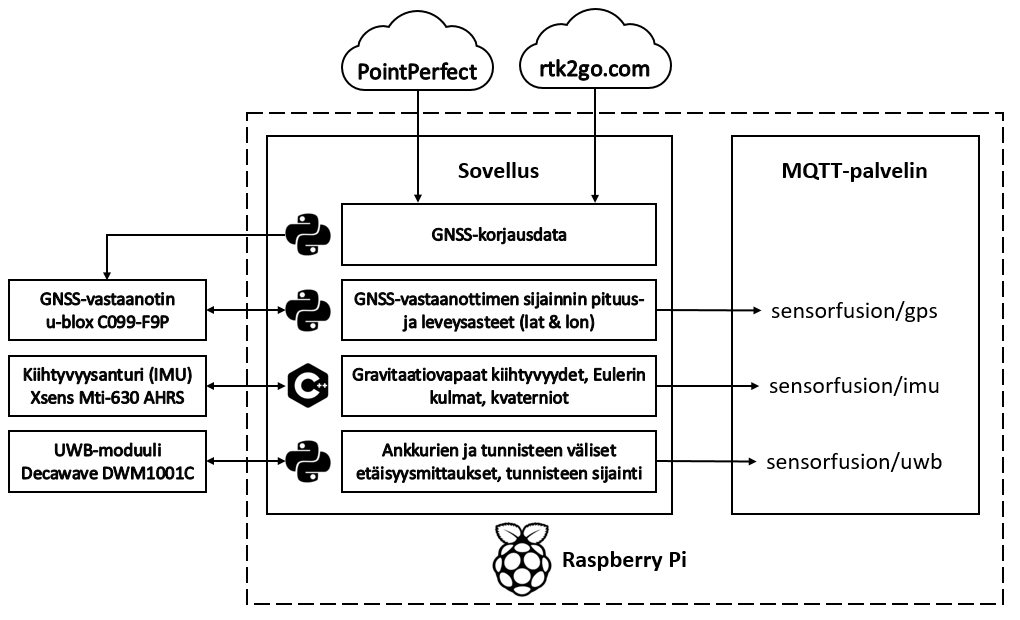 PointPerfect
rtk2go.com
Sovellus
MQTT-palvelin
GNSS-korjausdata
GNSS-vastaanotin
u-blox C099-F9P
GNSS-vastaanottimen sijainnin pituus-
ja leveysasteet (lat & lon)
sensorfusion/gps
Kiihtyvyysanturi (IMU)
Xsens Mti-630 AHRS
C++
Gravitaatiovapaat kiihtyvyydet, Eulerin
kulmat, kvaterniot
sensorfusion/imu
UWB-moduuli
Decawave DWM1001C
Ankkurien ja tunnisteen väliset
etäisyysmittaukset, tunnisteen sijainti
sensorfusion/uwb
Raspberry Pi